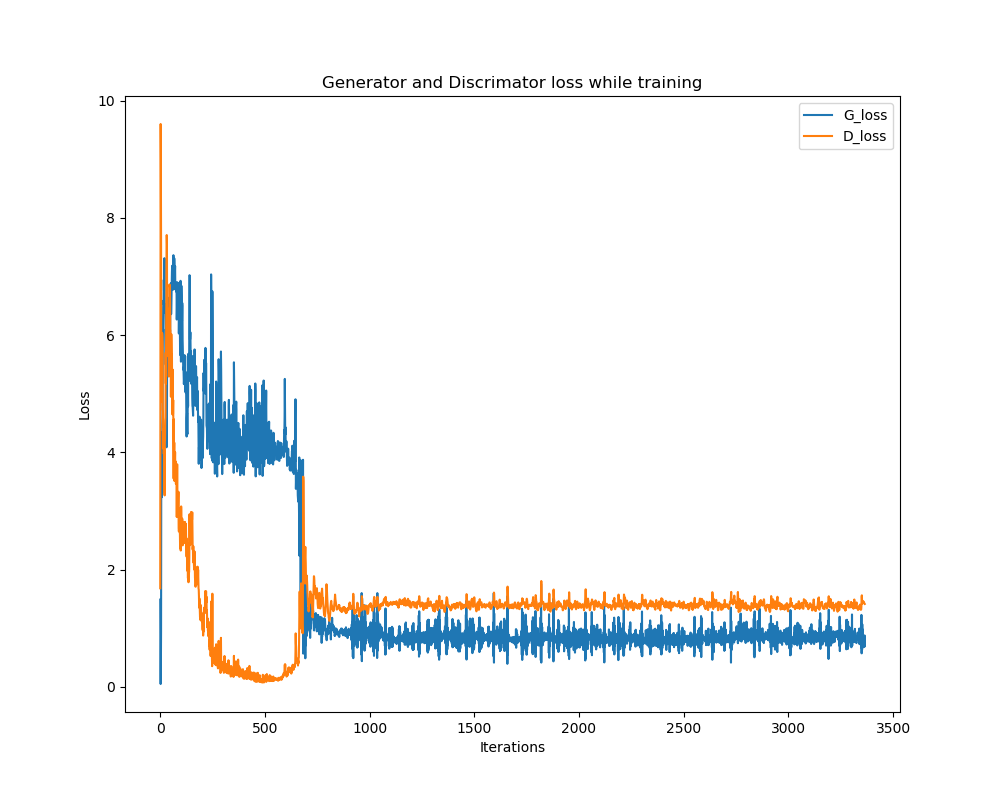 Generator and Discrimator loss while training
G_loss
D_loss
Loss
10
8
6
4
2
0
0 500 1000 1500 2000 2500 3000 3500
Iterations